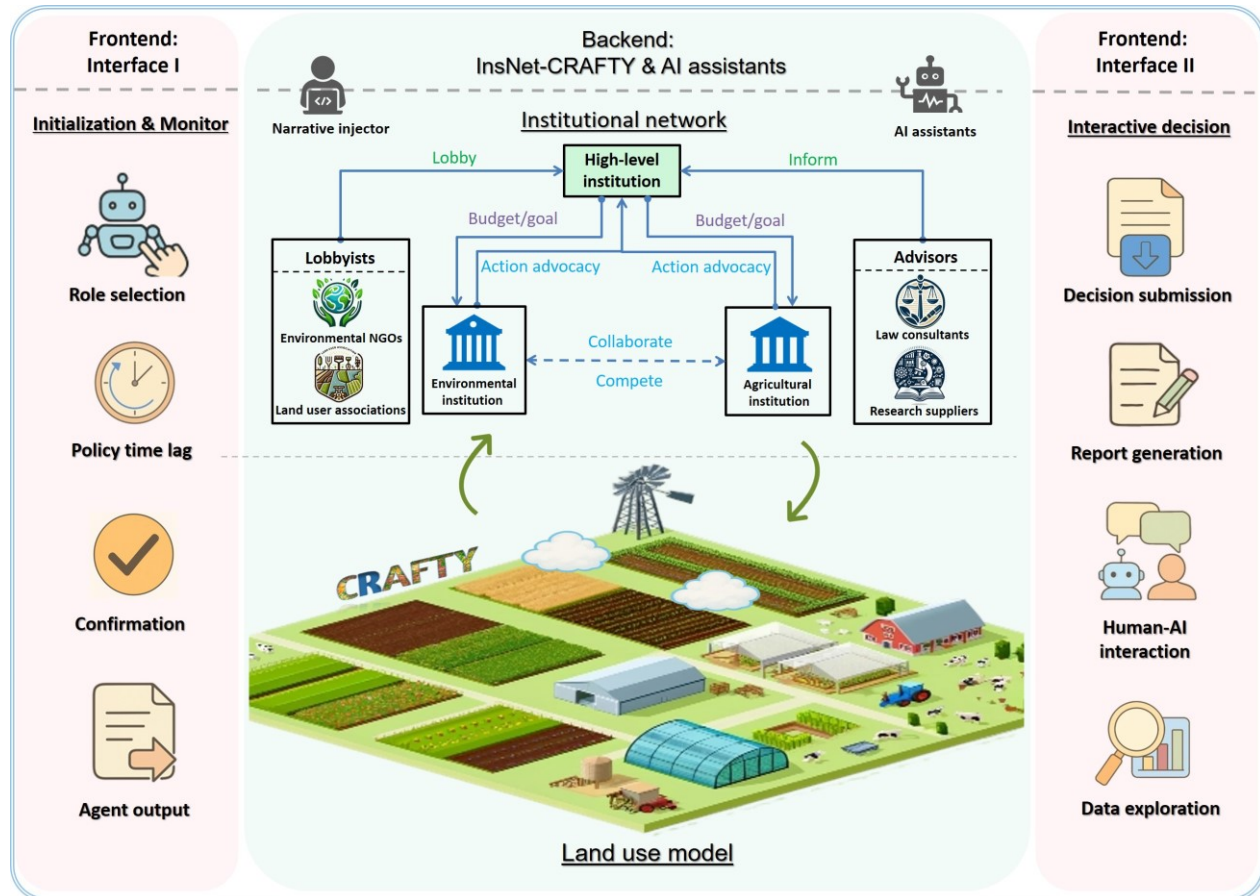 Frontend:
Interface I
Initialization & Monitor
Role selection
Policy time lag
Confirmation
Agent output
Backend:
InsNet-CRAFTY & AI assistants
</>
Narrative injector
AI assistants
Institutional network
Lobby
High-level
institution
Inform
Budget/goal
Budget/goal
Lobbyists
Environmental NGOs
Land user associations
Action advocacy
Action advocacy
Advisors
Law consultants
Research suppliers
Environmental
institution
Collaborate
Compete
Agricultural
institution
CRAFTY
Land use model
Frontend:
Interface II
Interactive decision
Decision submission
Report generation
Human-AI
interaction
Data exploration